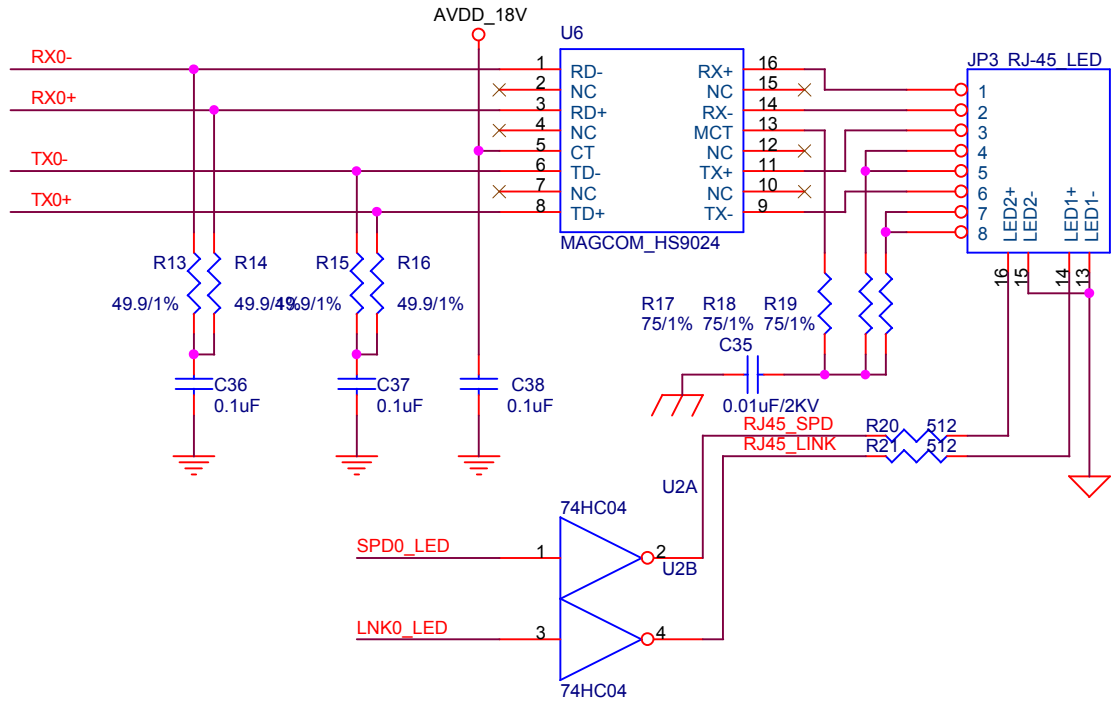 AVDD_18V
U6
RX0-
1
RD-
RX+
16
JP3 RJ-45_LED
2
NC
NC
15
1
RX0+
3
RD+
RX-
14
2
4
NC
MCT
13
3
5
CT
NC
12
4
TX0-
6
TD-
TX+
11
5
7
NC
NC
10
6
TX0+
8
TD+
TX-
9
7
8
LED2+
LED2-
LED1+
LED1-
MAGCOM_HS9024
16
15
14
13
R13
R14
R15
R16
49.9/1%
49.9/1%
49.9/1%
49.9/1%
R17
R18
R19
75/1%
75/1%
75/1%
C35
0.01uF/2KV
C36
0.1uF
C37
0.1uF
C38
0.1uF
RJ45_SPD
R20
512
RJ45_LINK
R21
512
U2A
74HC04
SPD0_LED
1
2
U2B
LNK0_LED
3
4
74HC04